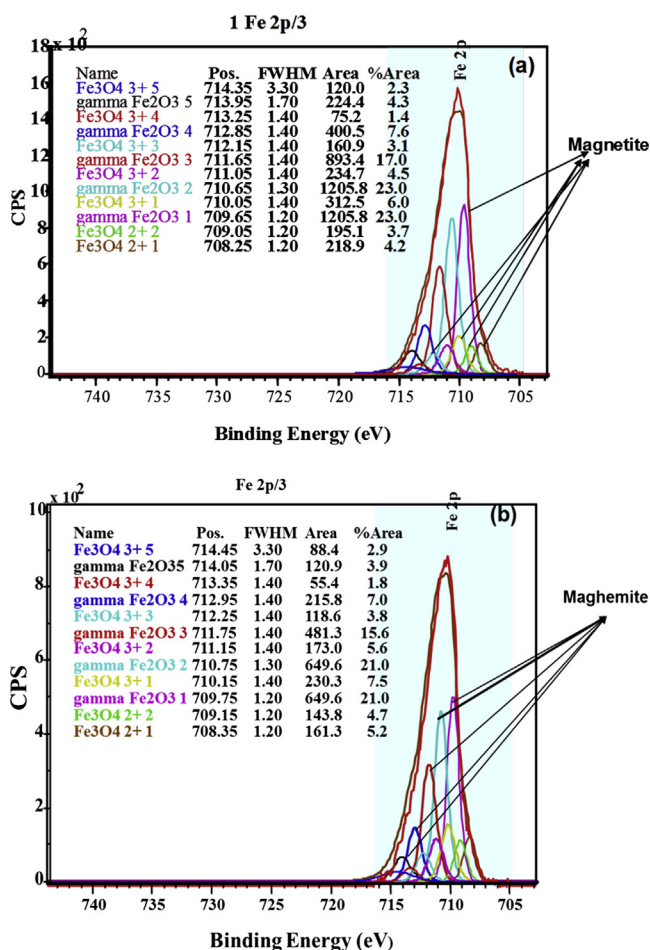 1 Fe 2p/3
18 x 10 2
Fe 2p
(a)
Name Pos. FWHM Area %Area
Fe3O4 3+ 5 714.35 3.30 120.0 2.3
gamma Fe2O3 5 713.95 1.70 224.4 4.3
Fe3O4 3+ 4 713.25 1.40 75.2 1.4
gamma Fe2O3 4 712.85 1.40 400.5 7.6
Fe3O4 3+ 3 712.15 1.40 160.9 3.1
gamma Fe2O3 3 711.65 1.40 893.4 17.0
Fe3O4 3+ 2 711.05 1.40 234.7 4.5
gamma Fe2O3 2 710.65 1.30 1205.8 23.0
Fe3O4 3+ 1 710.05 1.40 312.5 6.0
gamma Fe2O3 1 709.65 1.20 1205.8 23.0
Fe3O4 2+ 2 709.05 1.20 195.1 3.7
Fe3O4 2+ 1 708.25 1.20 218.9 4.2
Magnetite
16
14
12
10
8
6
4
2
0
CPS
740 735 730 725 720 715 710 705
Binding Energy (eV)
Fe 2p/3
10 x 10 2
Fe 2p
(b)
Name Pos. FWHM Area %Area
Fe3O4 3+ 5 714.45 3.30 88.4 2.9
gamma Fe2O35 714.05 1.70 120.9 3.9
Fe3O4 3+ 4 713.35 1.40 55.4 1.8
gamma Fe2O3 4 712.95 1.40 215.8 7.0
Fe3O4 3+ 3 712.25 1.40 118.6 3.8
gamma Fe2O3 3 711.75 1.40 481.3 15.6
Fe3O4 3+ 2 711.15 1.40 173.0 5.6
gamma Fe2O3 2 710.75 1.30 649.6 21.0
Fe3O4 3+ 1 710.15 1.40 230.3 7.5
gamma Fe2O3 1 709.75 1.20 649.6 21.0
Fe3O4 2+ 2 709.15 1.20 143.8 4.7
Fe3O4 2+ 1 708.35 1.20 161.3 5.2
Maghemite
8
6
4
2
0
CPS
740 735 730 725 720 715 710 705
Binding Energy (eV)